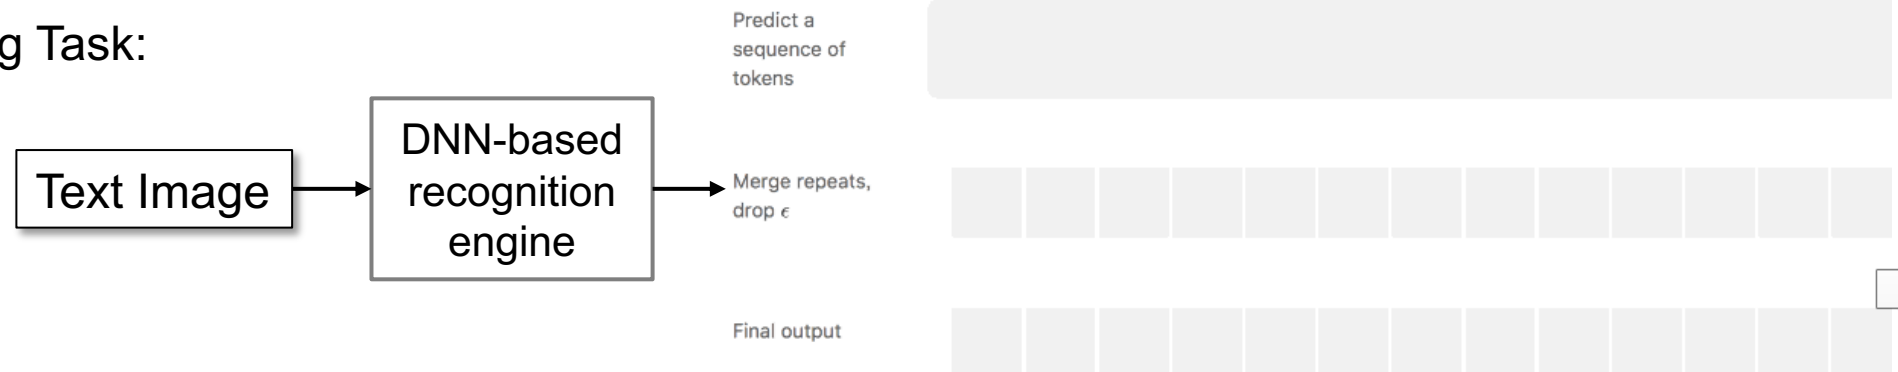 g Task:
Text Image
DNN-based
recognition
engine
Predict a
sequence of
tokens
Merge repeats,
drop ϵ
Final output